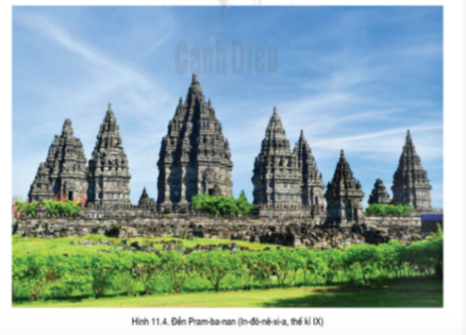 Cánh Diều
Hình 11.4. Đền Pram-ba-nan (In-đô-nê-xi-a, thế kỉ IX)